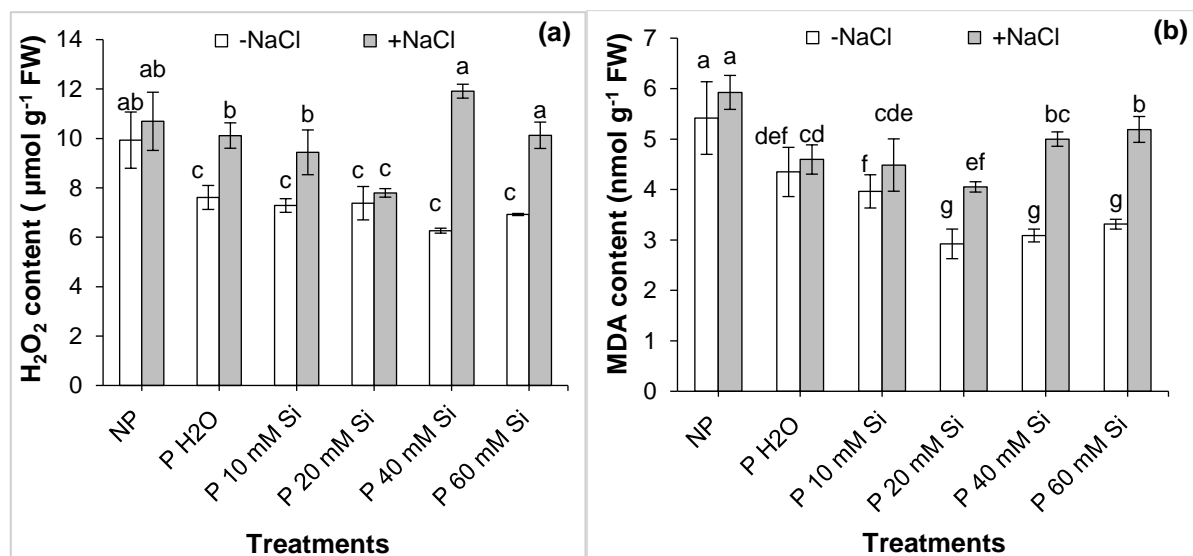 (a)
-NaCl +NaCl
H₂O₂ content ( µmol g⁻¹ FW)
14
12
10
8
6
4
2
0
ab ab c b c b c c c a c a
NP P H2O P 10 mM Si P 20 mM Si P 40 mM Si P 60 mM Si
Treatments
(b)
-NaCl +NaCl
MDA content (nmol g⁻¹ FW)
7
6
5
4
3
2
1
0
a a def cd f cde g ef g bc g b
NP P H2O P 10 mM Si P 20 mM Si P 40 mM Si P 60 mM Si
Treatments